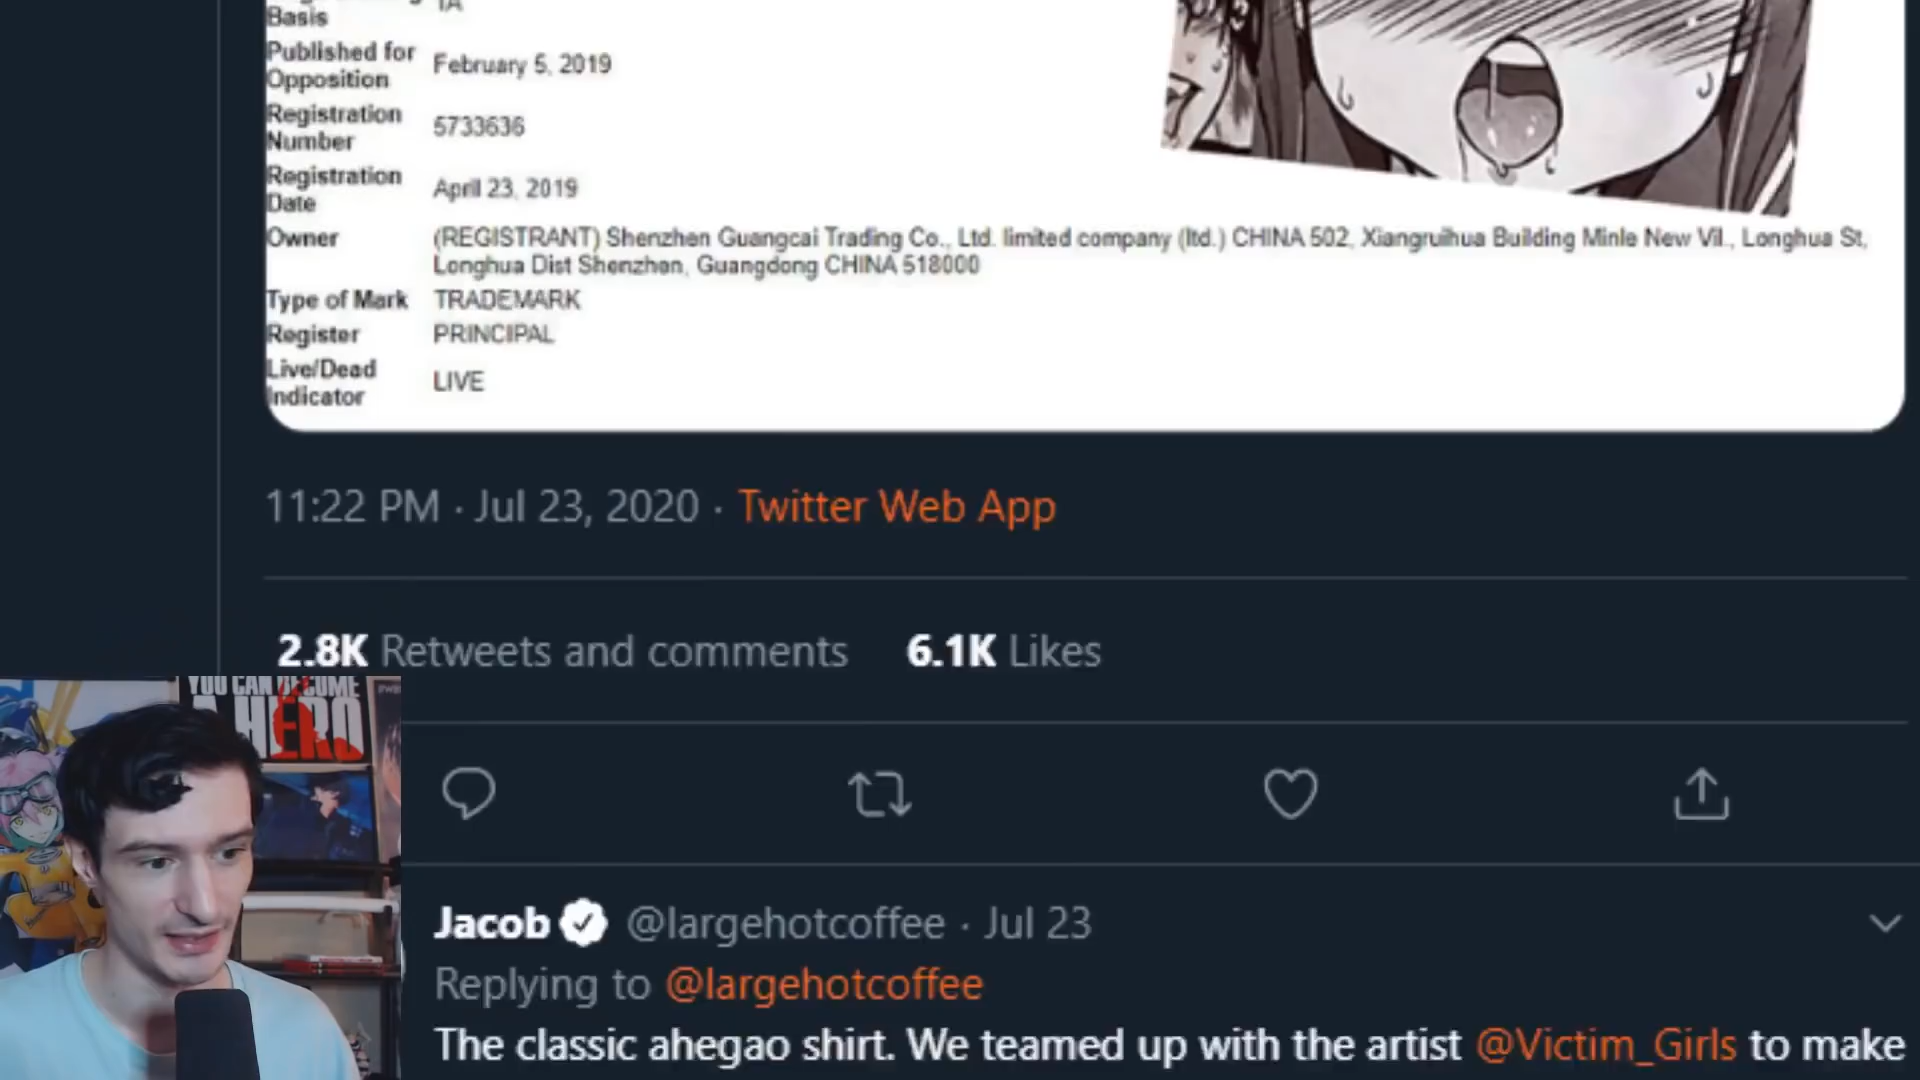 Basis 1A
Published for
Opposition February 5, 2019
Registration
Number 5733636
Registration
Date April 23, 2019
Owner (REGISTRANT) Shenzhen Guangcai Trading Co., Ltd. limited company (ltd.) CHINA 502, Xiangruihua Building Minle New Vil., Longhua St,
Longhua Dist Shenzhen, Guangdong CHINA 518000
Type of Mark TRADEMARK
Register PRINCIPAL
Live/Dead
Indicator LIVE
11:22 PM · Jul 23, 2020 · Twitter Web App
2.8K Retweets and comments 6.1K Likes
YOU CAN BECOME
A HERO
Jacob @largehotcoffee · Jul 23
Replying to @largehotcoffee
The classic ahegao shirt. We teamed up with the artist @Victim_Girls to make